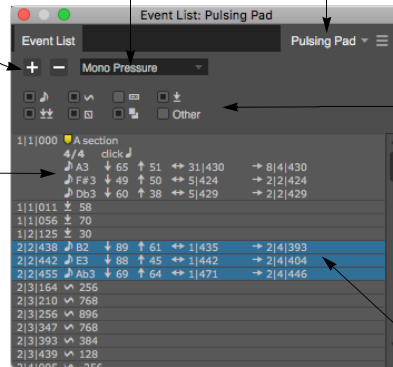 Event List: Pulsing Pad
Event List
Pulsing Pad
+ − Mono Pressure
Other
1|1|000 A section
4/4 click ♩
A3 ↓ 65 ↑ 51 ↔ 31|430 → 8|4|430
F#3 ↓ 49 ↑ 50 ↔ 5|424 → 2|2|424
Db3 ↓ 60 ↑ 38 ↔ 5|429 → 2|2|429
1|1|011 58
1|1|056 70
1|2|125 30
2|2|438 B2 ↓ 89 ↑ 61 ↔ 1|435 → 2|4|393
2|2|442 E3 ↓ 88 ↑ 45 ↔ 1|442 → 2|4|404
2|2|455 Ab3 ↓ 69 ↑ 64 ↔ 1|471 → 2|4|446
2|3|164 256
2|3|210 768
2|3|256 896
2|3|347 768
2|3|393 384
2|3|439 128